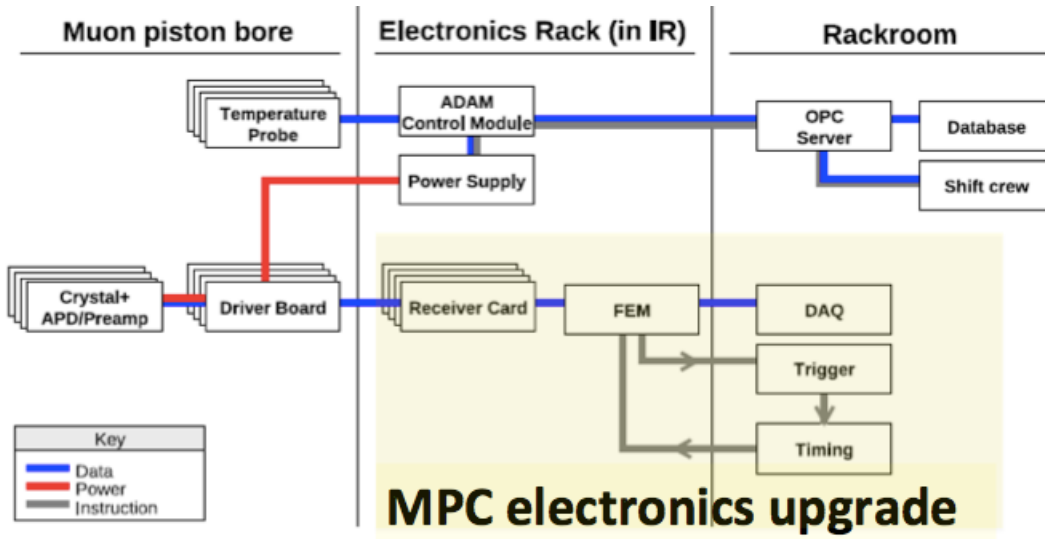 Muon piston bore
Electronics Rack (in IR)
Rackroom
Temperature
Probe
ADAM
Control Module
OPC
Server
Database
Power Supply
Shift crew
Crystal+
APD/Preamp
Driver Board
Receiver Card
FEM
DAQ
Trigger
Timing
Key
Data
Power
Instruction
MPC electronics upgrade